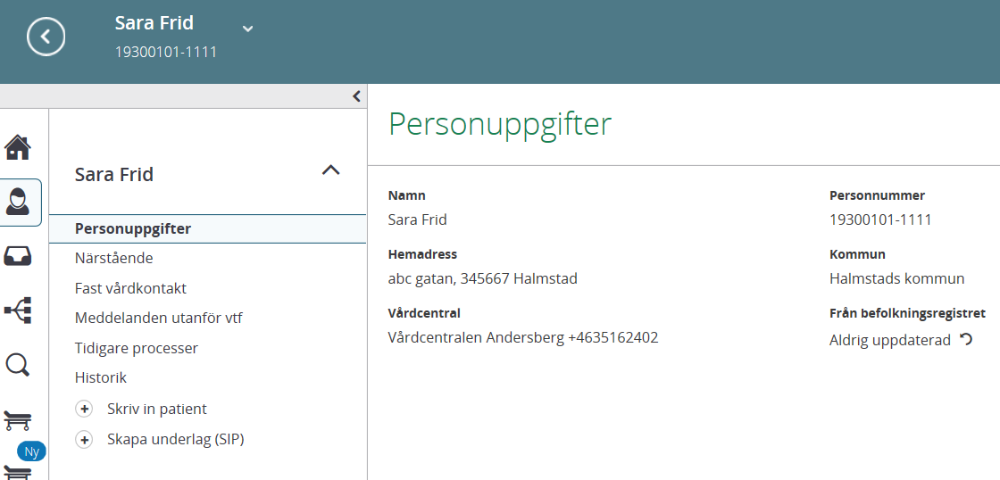 Sara Frid
19300101-1111
Personuppgifter
Sara Frid
Personuppgifter
Närstående
Fast vårdkontakt
Meddelanden utanför vtf
Tidigare processer
Historik
Skriv in patient
Skapa underlag (SIP)
Ny
Namn
Sara Frid
Personnummer
19300101-1111
Hemadress
abc gatan, 345667 Halmstad
Kommun
Halmstads kommun
Vårdcentral
Vårdcentralen Andersberg +4635162402
Från befolkningsregistret
Aldrig uppdaterad